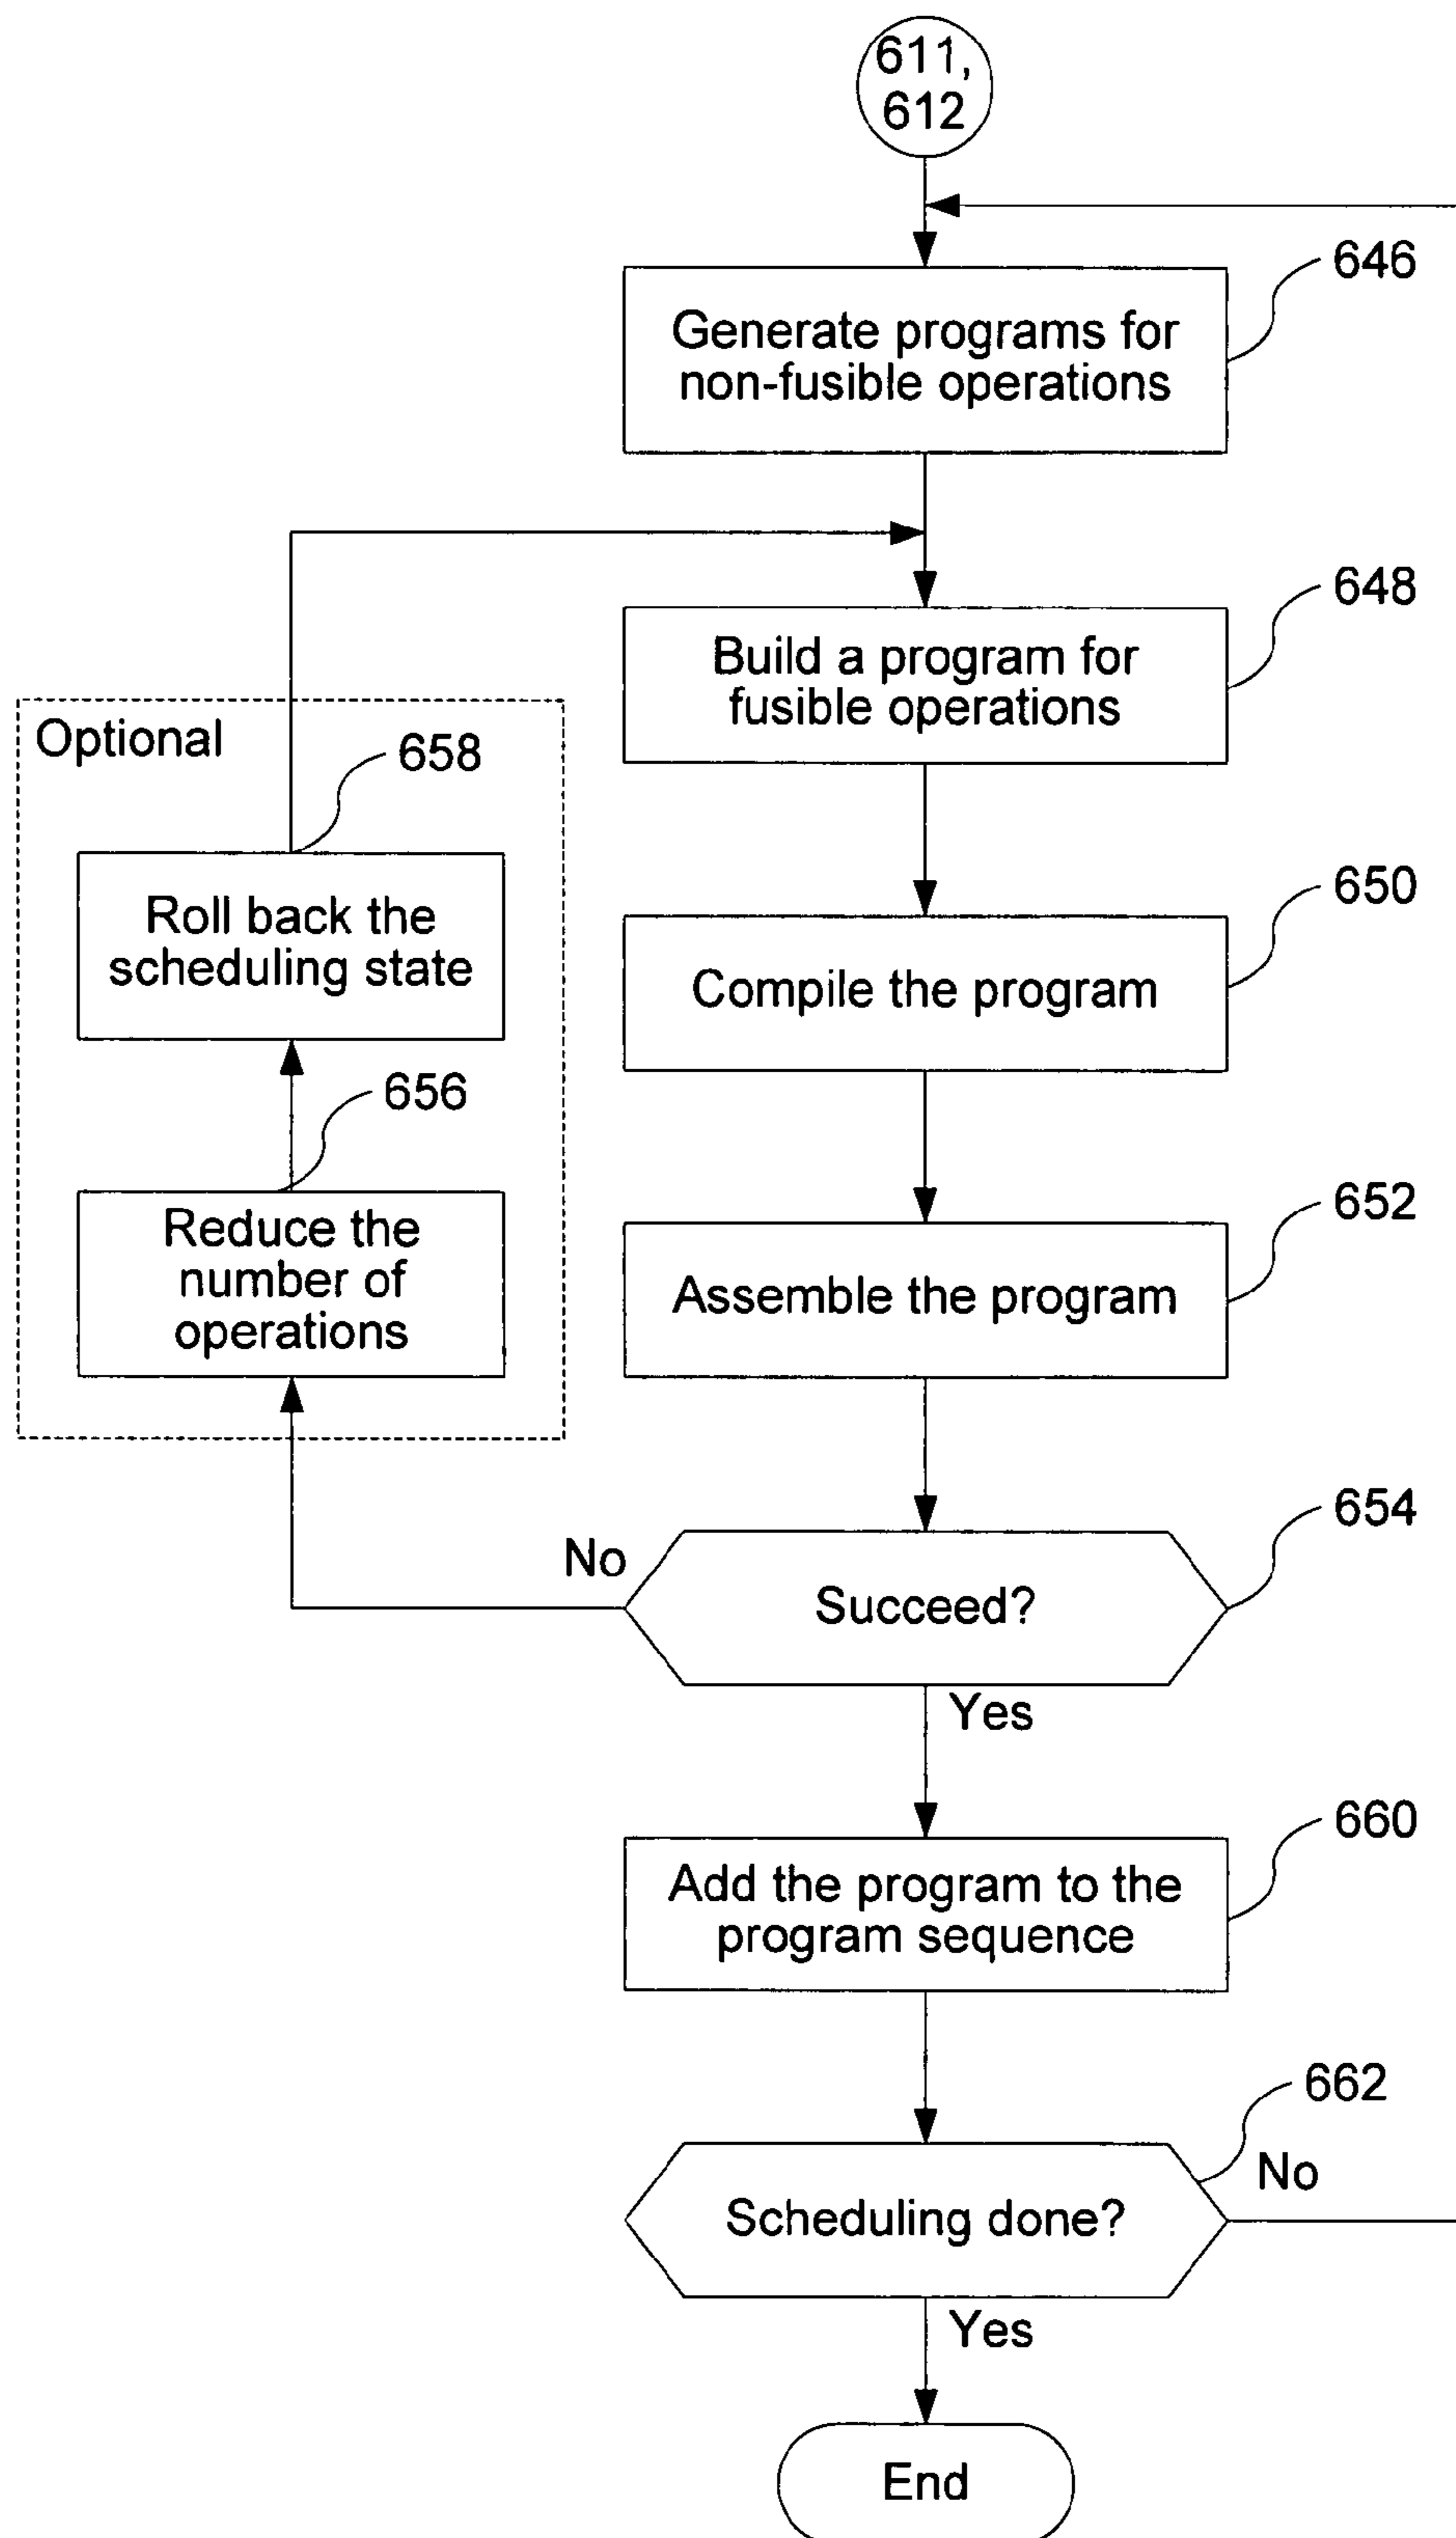 611,
612
646
Generate programs for
non-fusible operations
648
Build a program for
fusible operations
Optional
658
Roll back the
scheduling state
650
Compile the program
656
Reduce the
number of
operations
652
Assemble the program
654
No
Succeed?
Yes
660
Add the program to the
program sequence
662
No
Scheduling done?
Yes
End